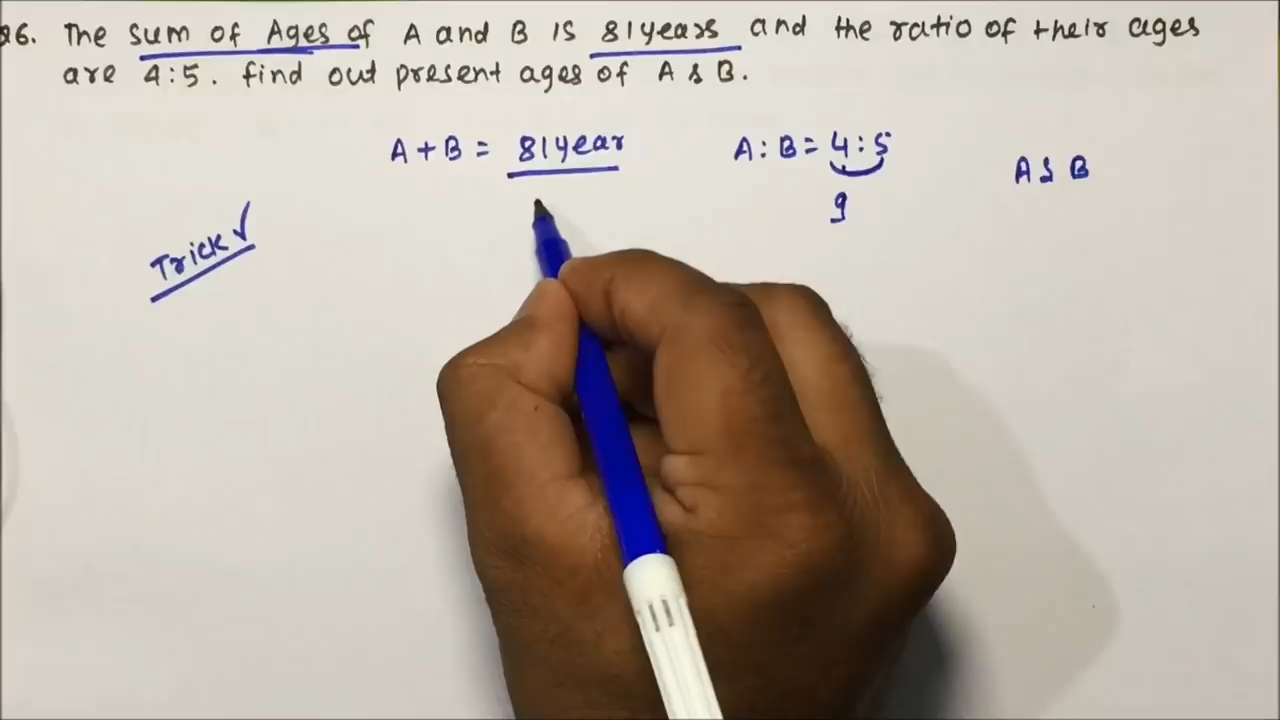 26. The sum of Ages of A and B is 81years and the ratio of their ages
are 4:5. find out present ages of A & B.
A + B = 81year A : B = 4 : 5
A & B
9
Trick ✓